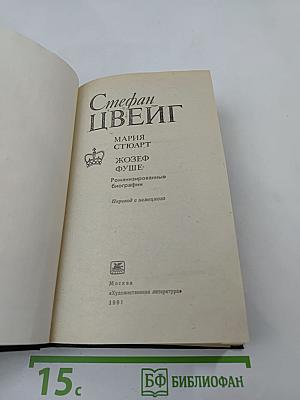 Стефан
ЦВЕЙГ
МАРИЯ
СТЮАРТ
ЖОЗЕФ
ФУШЕ
Романизированные
биографии
Перевод с немецкого
Москва
«Художественная литература»
1991
15с
БФ БИБЛИОФАН